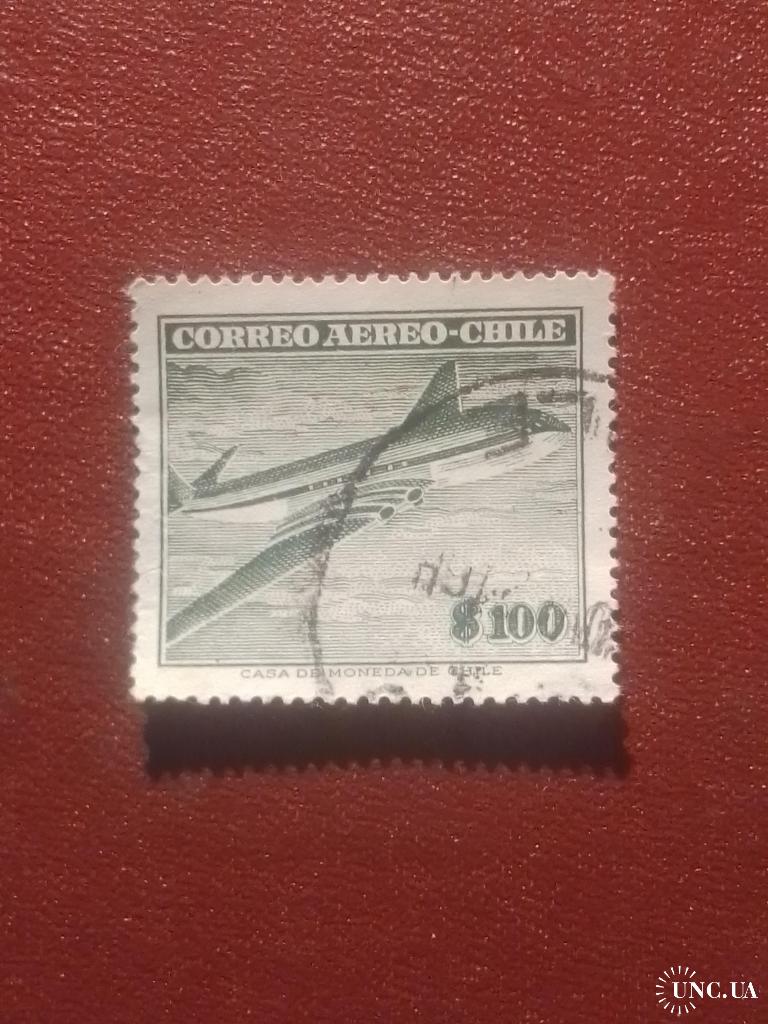 CORREO AEREO-CHILE
$100
CASA DE MONEDA DE CHILE
UNC.UA